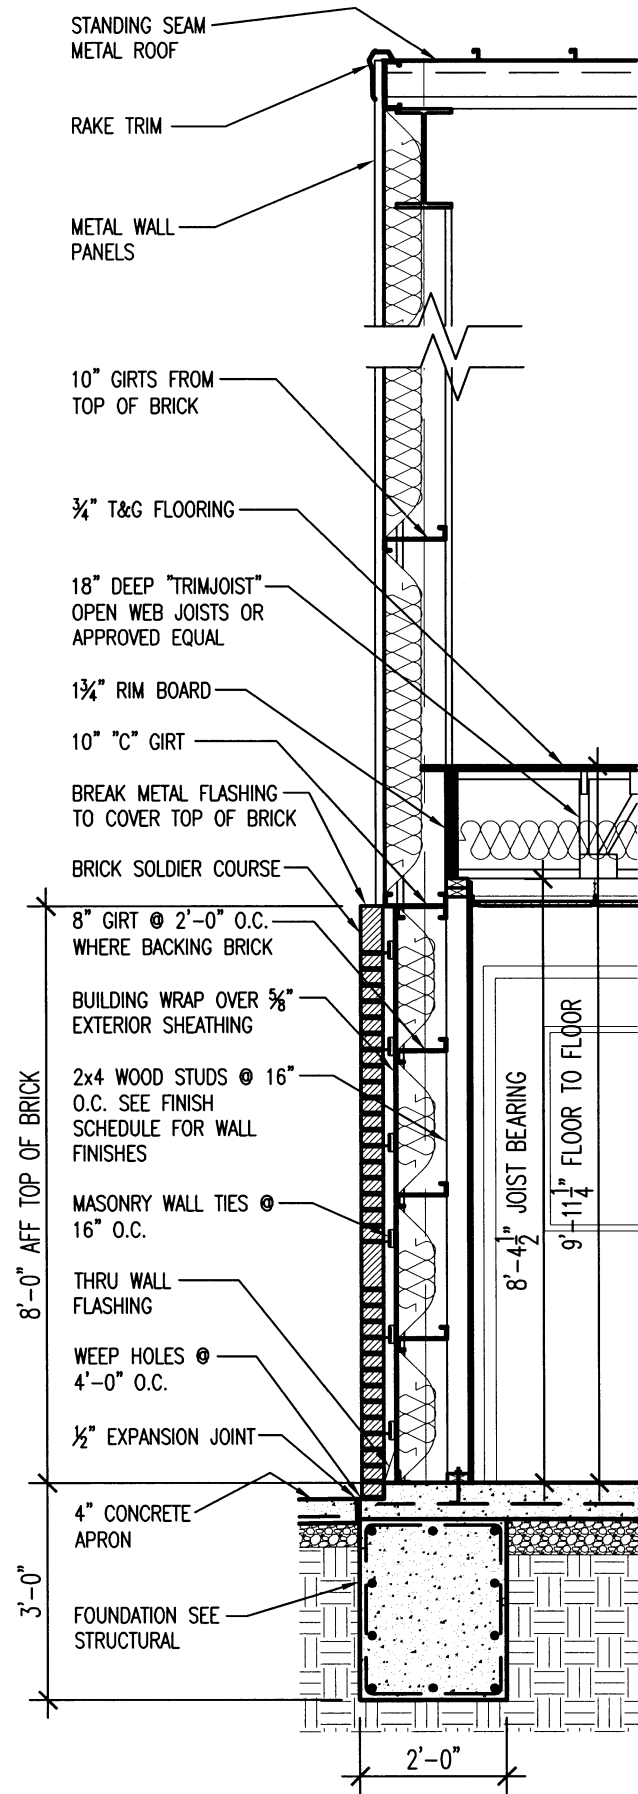 STANDING SEAM
METAL ROOF
RAKE TRIM
METAL WALL
PANELS
10" GIRTS FROM
TOP OF BRICK
¾" T&G FLOORING
18" DEEP "TRIMJOIST"
OPEN WEB JOISTS OR
APPROVED EQUAL
1¾" RIM BOARD
10" "C" GIRT
BREAK METAL FLASHING
TO COVER TOP OF BRICK
BRICK SOLDIER COURSE
8" GIRT @ 2'-0" O.C.
WHERE BACKING BRICK
BUILDING WRAP OVER ⅝"
EXTERIOR SHEATHING
2x4 WOOD STUDS @ 16"
O.C. SEE FINISH
SCHEDULE FOR WALL
FINISHES
MASONRY WALL TIES @
16" O.C.
THRU WALL
FLASHING
WEEP HOLES @
4'-0" O.C.
½" EXPANSION JOINT
4" CONCRETE
APRON
FOUNDATION SEE
STRUCTURAL
8'-0" AFF TOP OF BRICK
3'-0"
8'-4½" JOIST BEARING
9'-11¼" FLOOR TO FLOOR
2'-0"